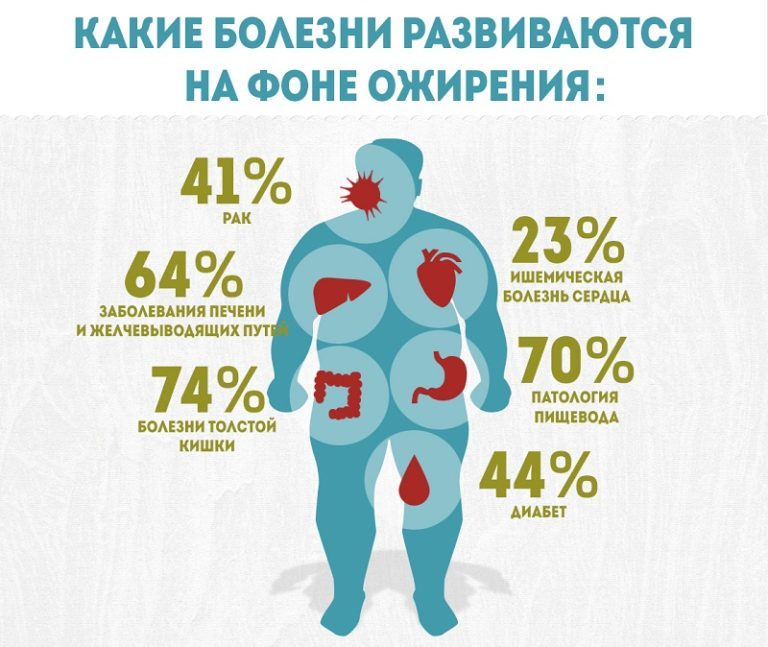 КАКИЕ БОЛЕЗНИ РАЗВИВАЮТСЯ
НА ФОНЕ ОЖИРЕНИЯ:
41%
РАК
23%
ИШЕМИЧЕСКАЯ
БОЛЕЗНЬ СЕРДЦА
64%
ЗАБОЛЕВАНИЯ ПЕЧЕНИ
И ЖЕЛЧЕВЫВОДЯЩИХ ПУТЕЙ
70%
ПАТОЛОГИЯ
ПИЩЕВОДА
74%
БОЛЕЗНИ ТОЛСТОЙ
КИШКИ
44%
ДИАБЕТ